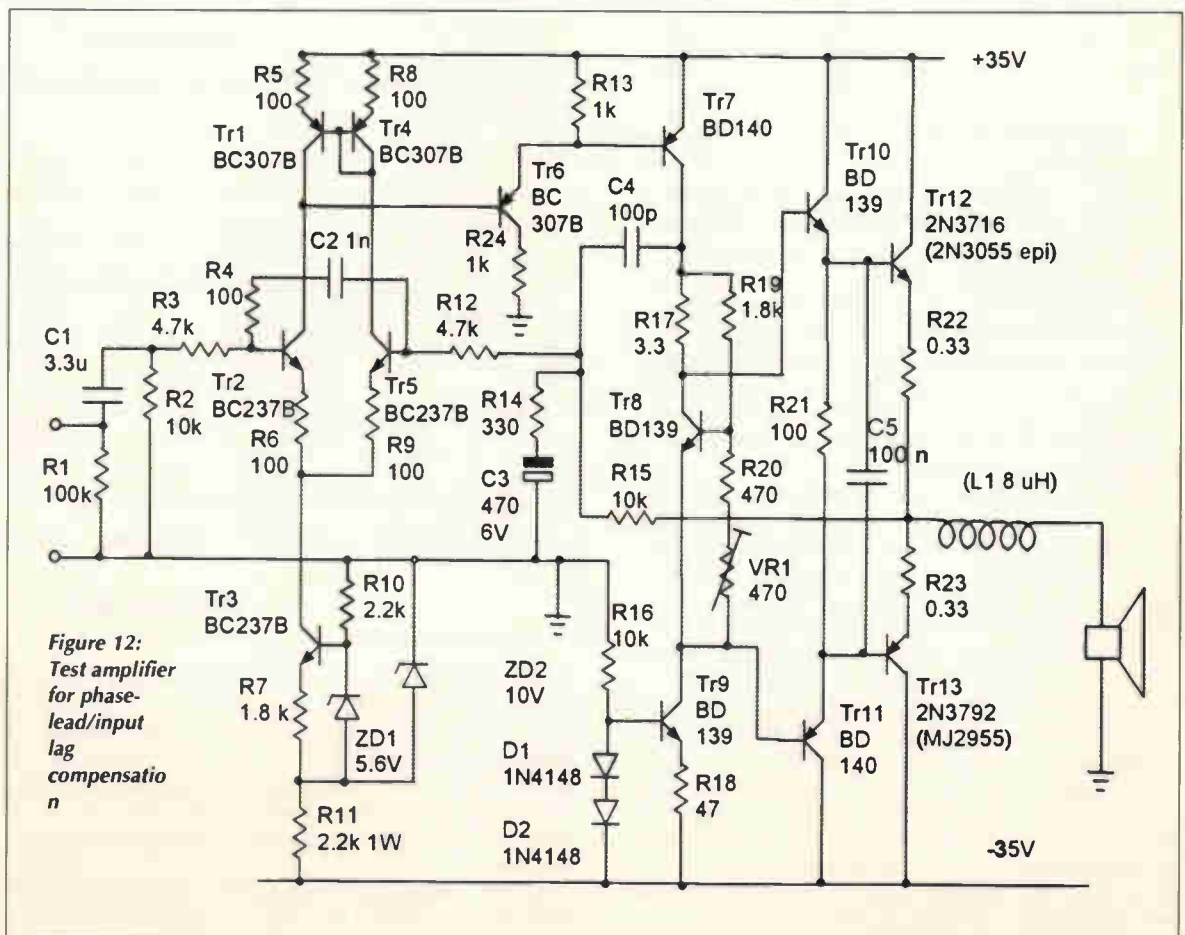 R5
100
R8
100
R13
1k
+35V
Tr1
BC307B
Tr4
BC307B
Tr7
BD140
Tr10
BD
139
Tr6
BC
307B
C4
100p
Tr12
2N3716
(2N3055 epi)
R24
1k
C2 1n
R4
100
R3
4.7k
R12
4.7k
R19
1.8k
R17
3.3
R22
0.33
C1
3.3u
R2
10k
Tr2
BC237B
Tr5
BC237B
R14
330
Tr8
BD139
R21
100
C5
100 n
R6
100
R9
100
R20
470
R1
100k
C3
470
6V
R15
10k
(L1 8 uH)
VR1
470
R23
0.33
Tr3
BC237B
R10
2.2k
R16
10k
Figure 12:
Test amplifier
for phase-
lead/input
lag
compensatio
n
ZD2
10V
Tr13
2N3792
(MJ2955)
R7
1.8 k
ZD1
5.6V
Tr9
BD
139
Tr11
BD
140
D1
1N4148
R18
47
R11
2.2k 1W
D2
1N4148
-35V